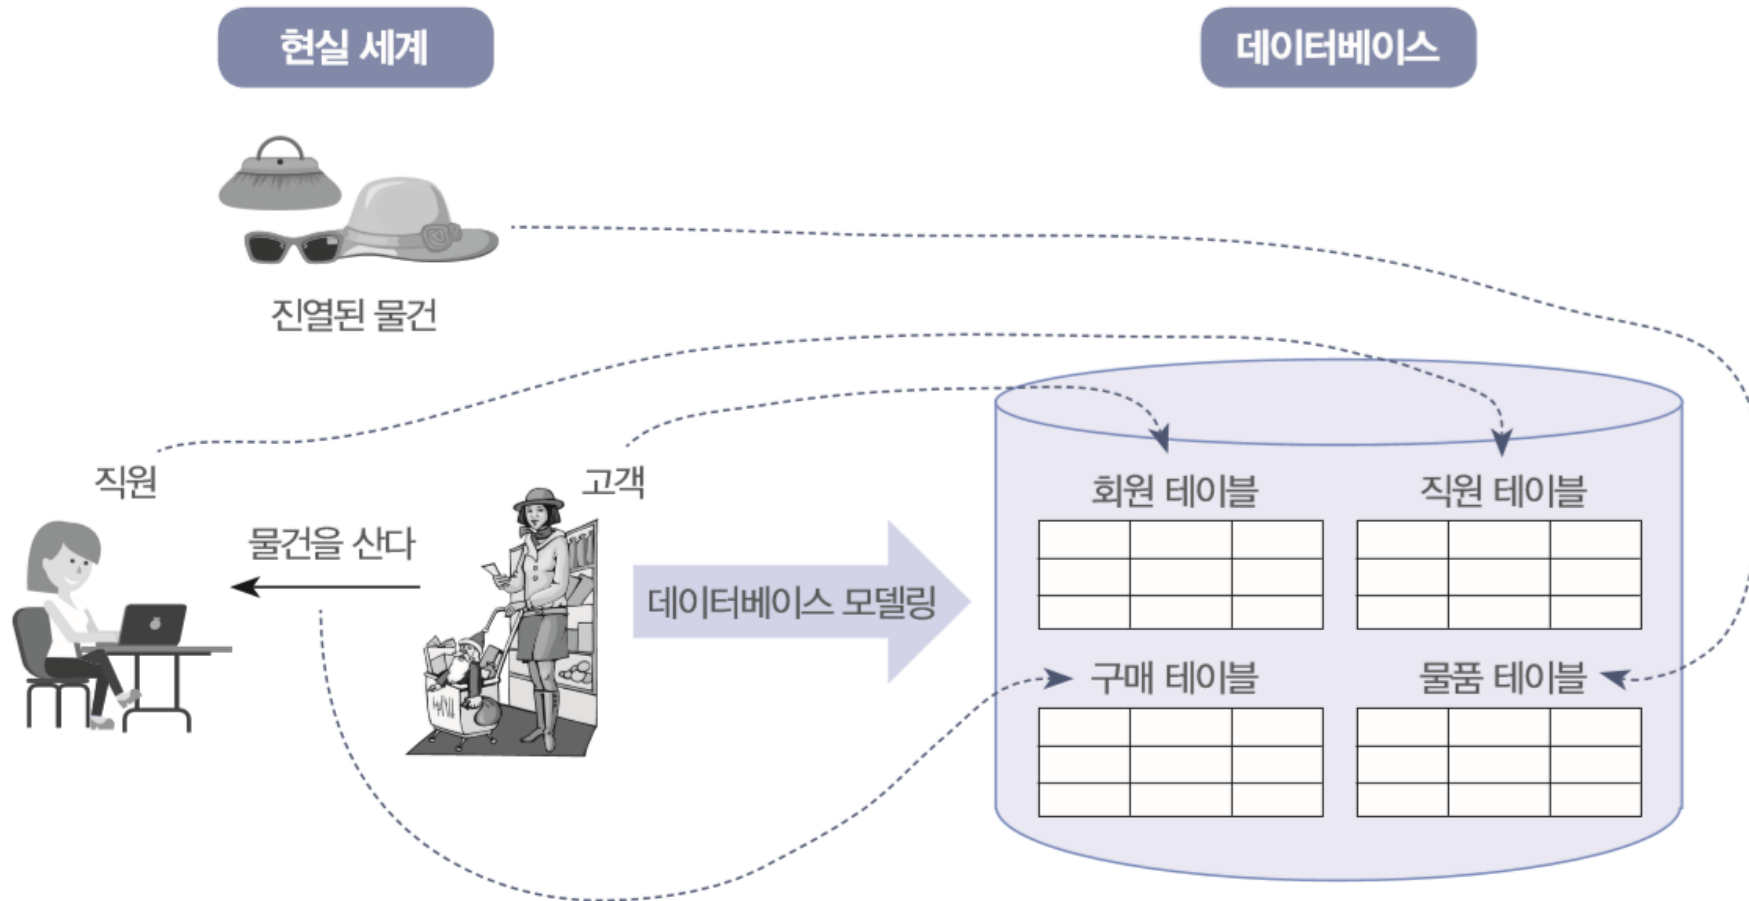 현실 세계
데이터베이스
진열된 물건
직원
고객
물건을 산다
데이터베이스 모델링
회원 테이블
직원 테이블
구매 테이블
물품 테이블